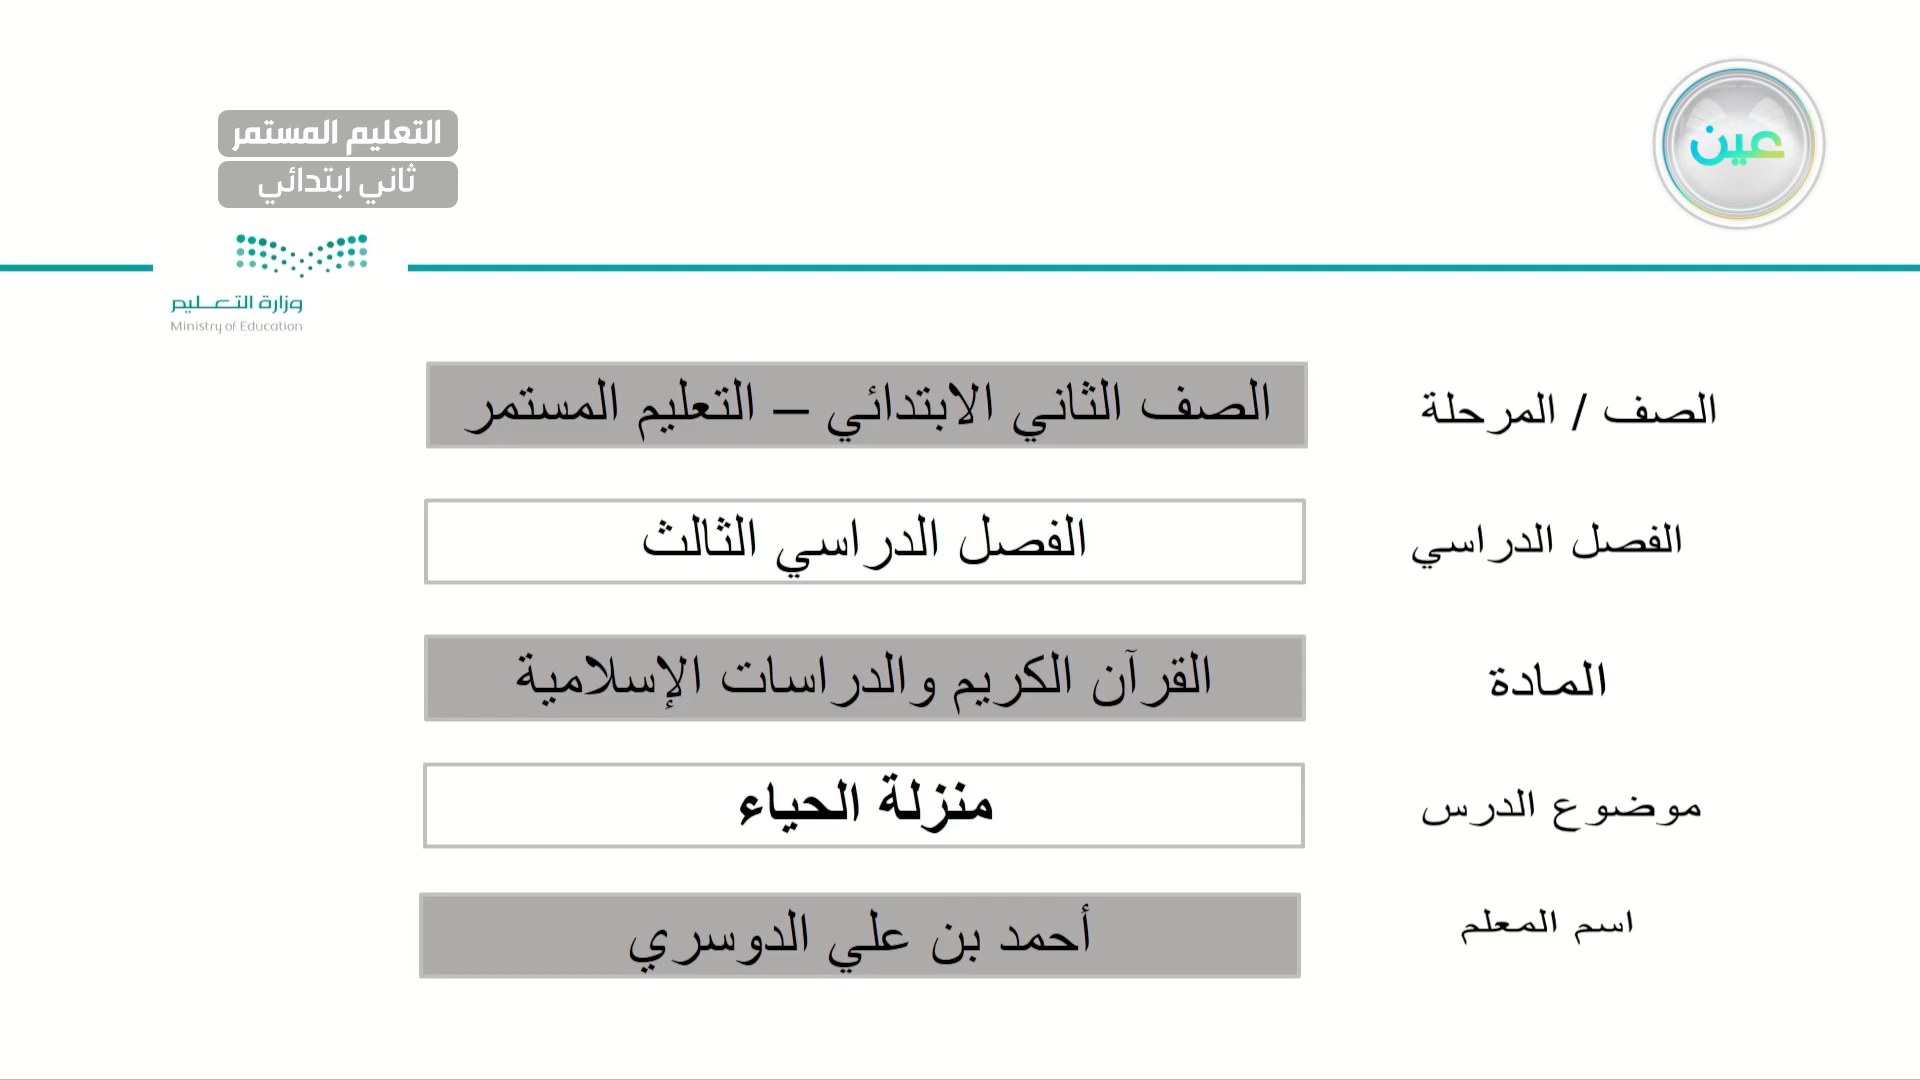 عين
التعليم المستمر
ثاني ابتدائي
وزارة التعليم
Ministry of Education
الصف / المرحلة
الصف الثاني الابتدائي – التعليم المستمر
الفصل الدراسي
الفصل الدراسي الثالث
المادة
القرآن الكريم والدراسات الإسلامية
موضوع الدرس
منزلة الحياء
اسم المعلم
أحمد بن علي الدوسري